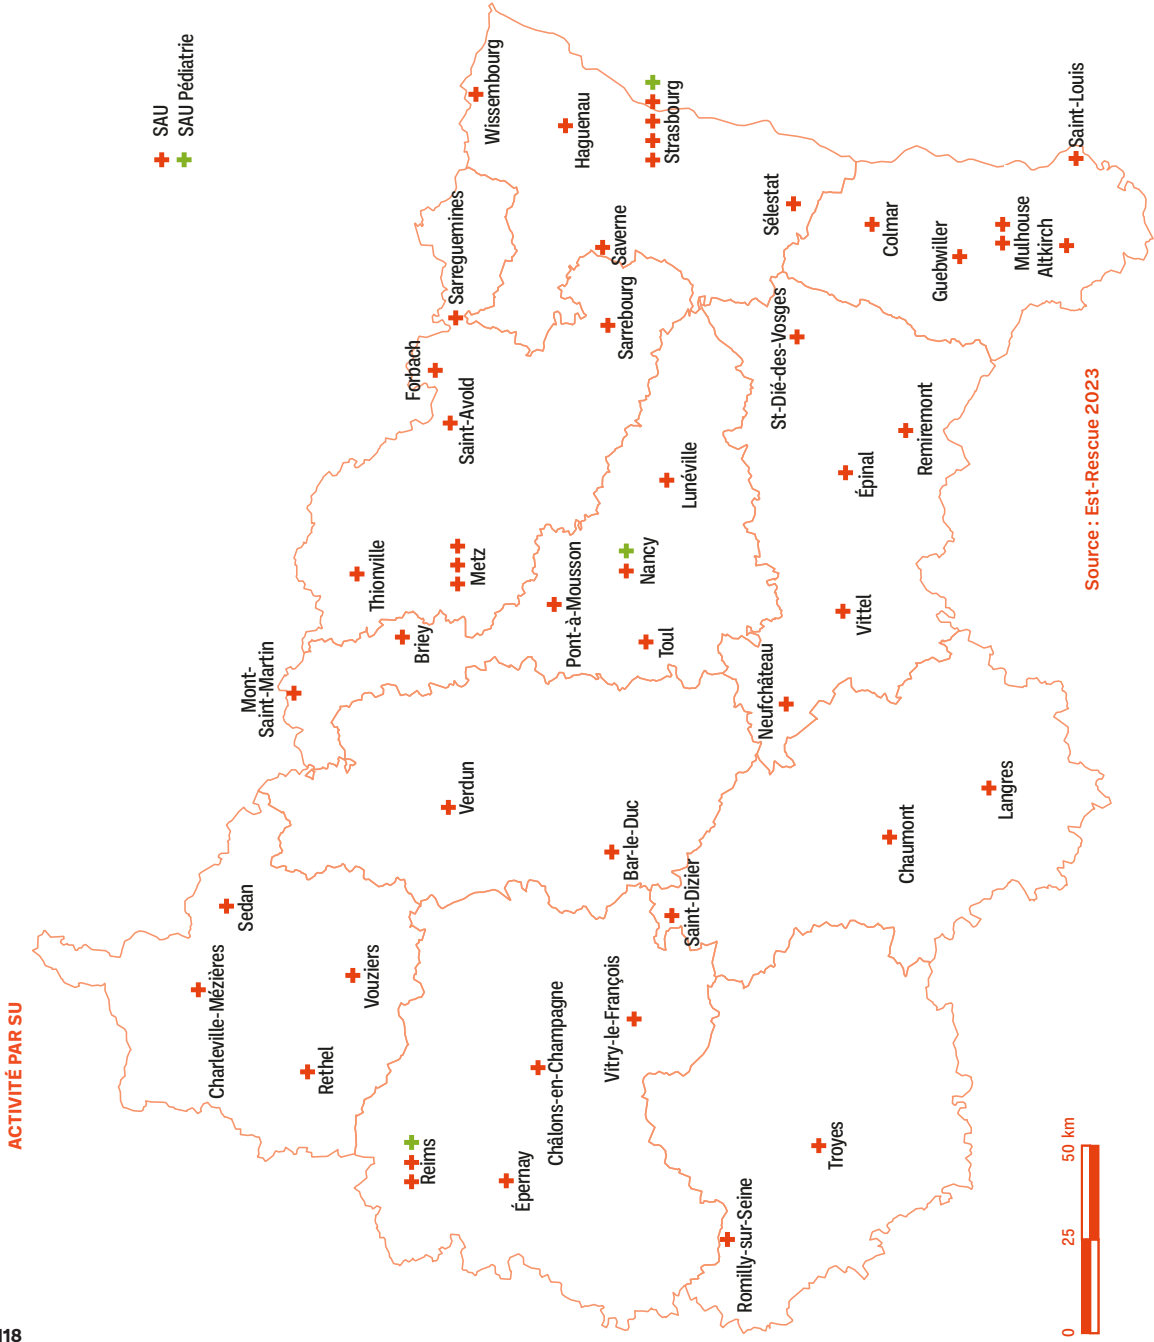 ACTIVITÉ PAR SU
SAU
SAU Pédiatrie
Charleville-Mézières
Sedan
Rethel
Vouziers
Reims
Épernay
Châlons-en-Champagne
Vitry-le-François
Romilly-sur-Seine
Troyes
Saint-Dizier
Chaumont
Langres
Verdun
Bar-le-Duc
Mont-
Saint-Martin
Briey
Thionville
Metz
Pont-à-Mousson
Nancy
Toul
Lunéville
Saint-Avold
Forbach
Sarreguemines
Sarrebourg
Neufchâteau
Vittel
Épinal
Remiremont
St-Dié-des-Vosges
Wissembourg
Haguenau
Strasbourg
Saverne
Sélestat
Colmar
Guebwiller
Mulhouse
Altkirch
Saint-Louis
0 25 50 km
Source : Est-Rescue 2023
118